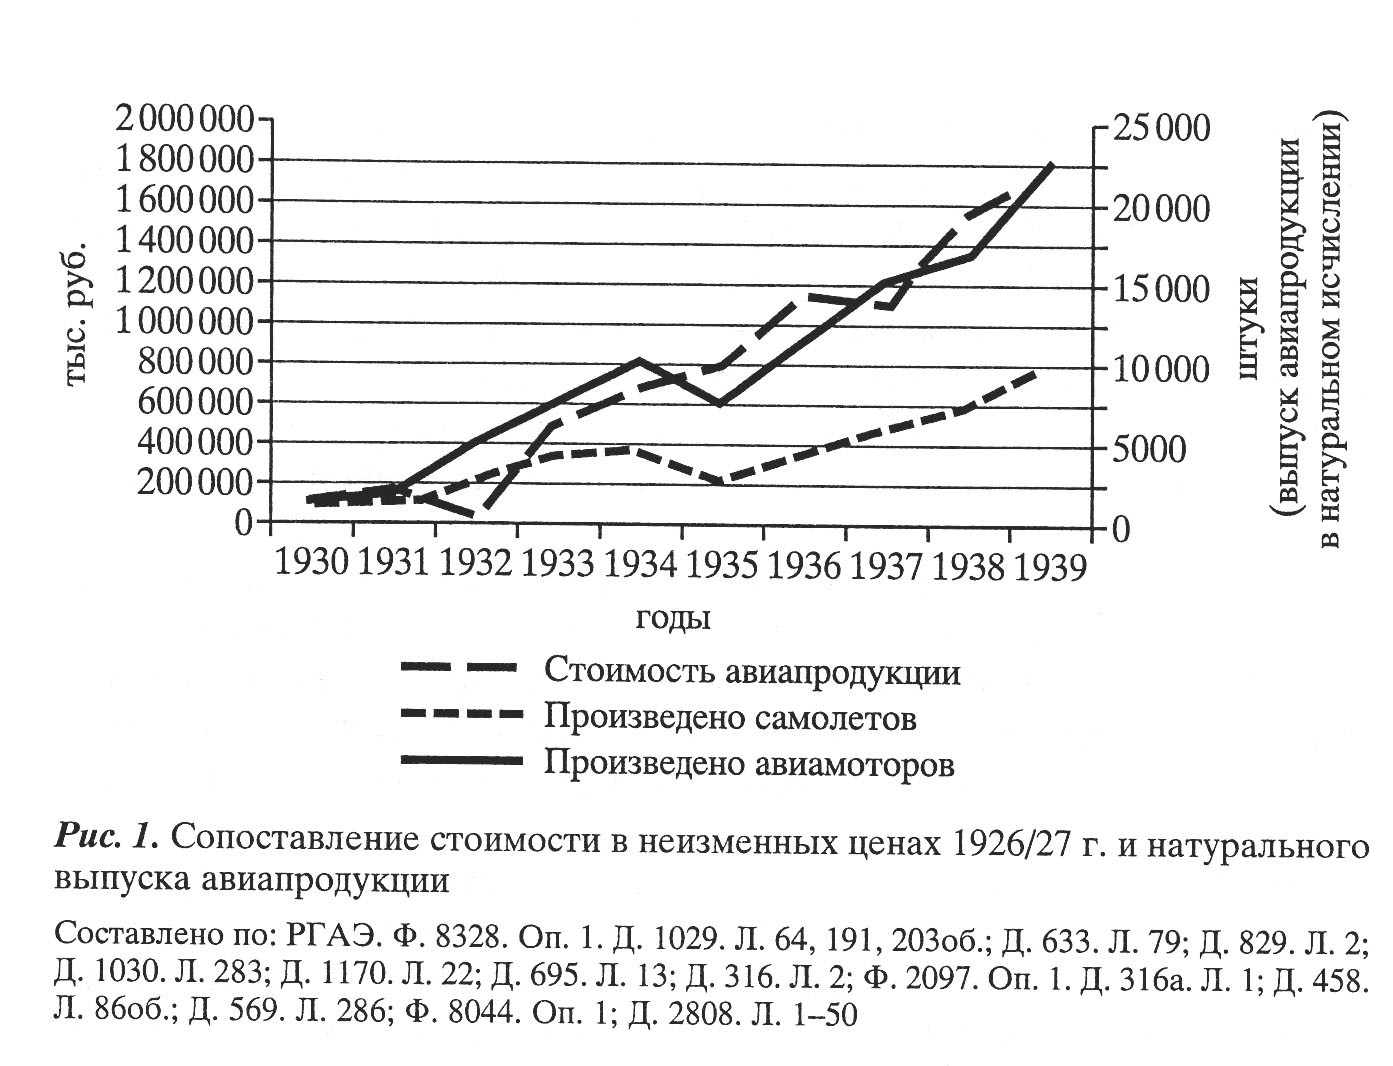 2 000 000
1 800 000
1 600 000
1 400 000
1 200 000
1 000 000
800 000
600 000
400 000
200 000
0
тыс. руб.
25 000
20 000
15 000
10 000
5000
0
штуки
(выпуск авиапродукции
в натуральном исчислении)
1930 1931 1932 1933 1934 1935 1936 1937 1938 1939
годы
Стоимость авиапродукции
Произведено самолетов
Произведено авиамоторов
Рис. 1. Сопоставление стоимости в неизменных ценах 1926/27 г. и натурального
выпуска авиапродукции
Составлено по: РГАЭ. Ф. 8328. Оп. 1. Д. 1029. Л. 64, 191, 203об.; Д. 633. Л. 79; Д. 829. Л. 2;
Д. 1030. Л. 283; Д. 1170. Л. 22; Д. 695. Л. 13; Д. 316. Л. 2; Ф. 2097. Оп. 1. Д. 316а. Л. 1; Д. 458.
Л. 86об.; Д. 569. Л. 286; Ф. 8044. Оп. 1; Д. 2808. Л. 1–50